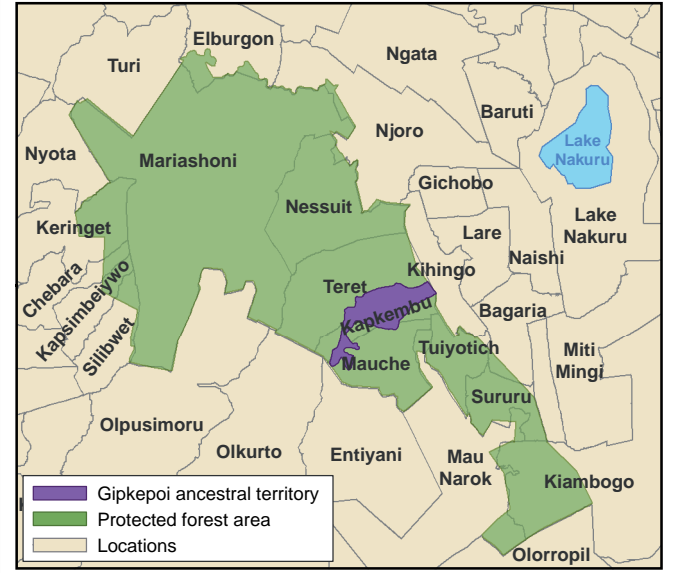 Elburgon
Turi
Ngata
Baruti
Njoro
Lake
Nakuru
Nyota
Mariashoni
Gichobo
Nessuit
Keringet
Lare
Lake
Nakuru
Naishi
Kihingo
Chebara
Teret
Kapsimbeiywo
Kapkembu
Bagaria
Silibwet
Tuiyotich
Mauche
Miti
Mingi
Sururu
Olpusimoru
Olkurto
Entiyani
Mau
Narok
Kiambogo
Olorropil
Gipkepoi ancestral territory
Protected forest area
Locations